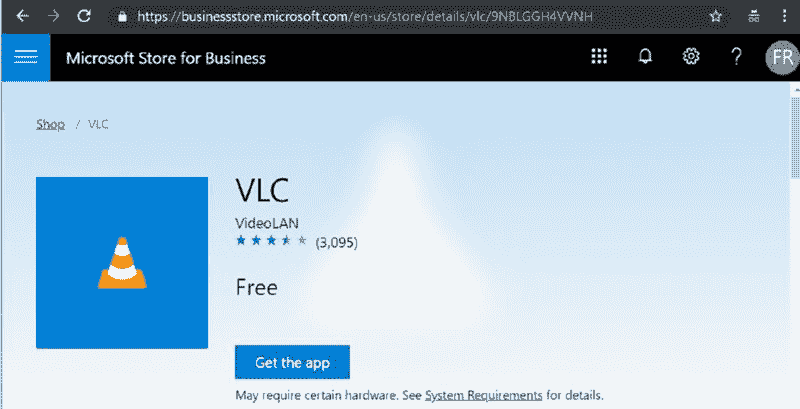 https://businessstore.microsoft.com/en-us/store/details/vlc/9NBLGGH4VVNH
Microsoft Store for Business
FR
Shop / VLC
VLC
VideoLAN
(3,095)
Free
Get the app
May require certain hardware. See System Requirements for details.